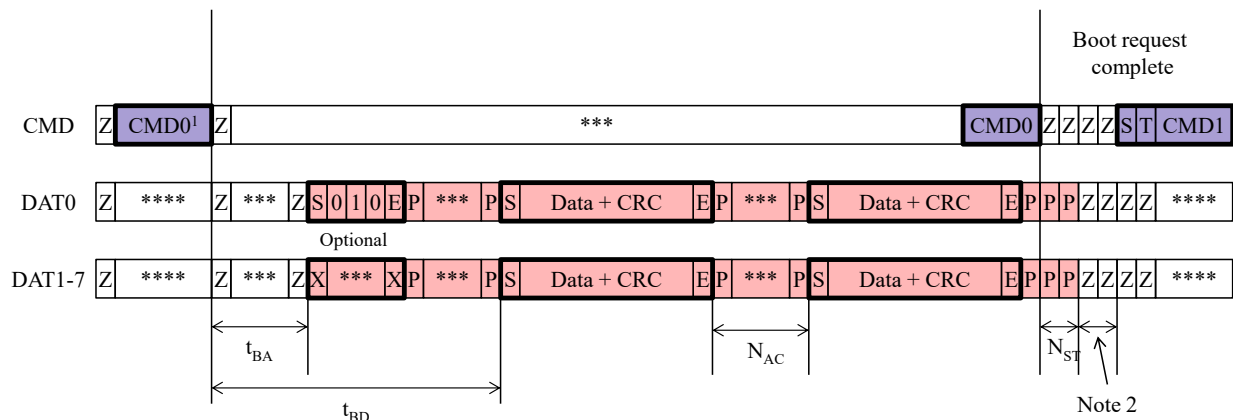 Boot request
complete
CMD Z CMD0¹ Z *** CMD0 Z Z Z Z S T CMD1
DAT0 Z **** Z *** Z S 0 1 0 E P *** P S Data + CRC E P *** P S Data + CRC E P P P Z Z Z Z ****
Optional
DAT1-7 Z **** Z *** Z X *** X P *** P S Data + CRC E P *** P S Data + CRC E P P P Z Z Z Z ****
tBA NAC NST
tBD Note 2